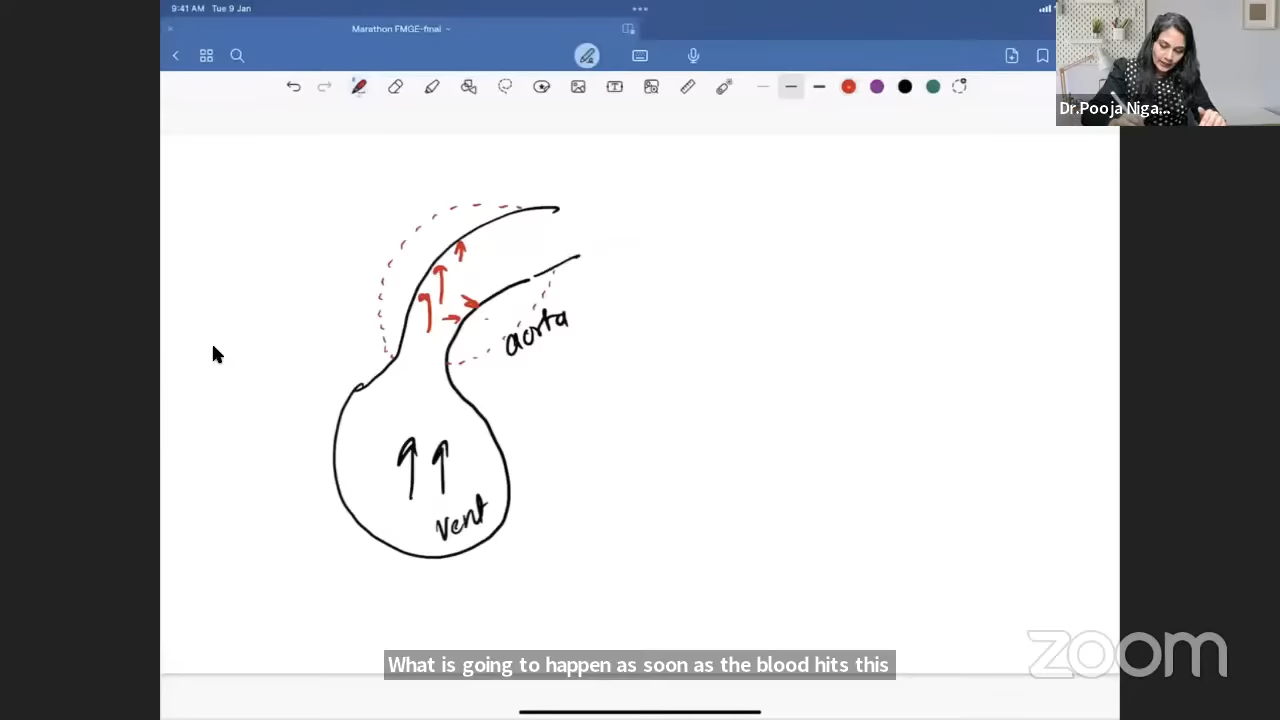 9:41 AM Tue 9 Jan
Marathon FMGE-final
Dr.Pooja Niga...
aorta
vent
What is going to happen as soon as the blood hits this
zoom